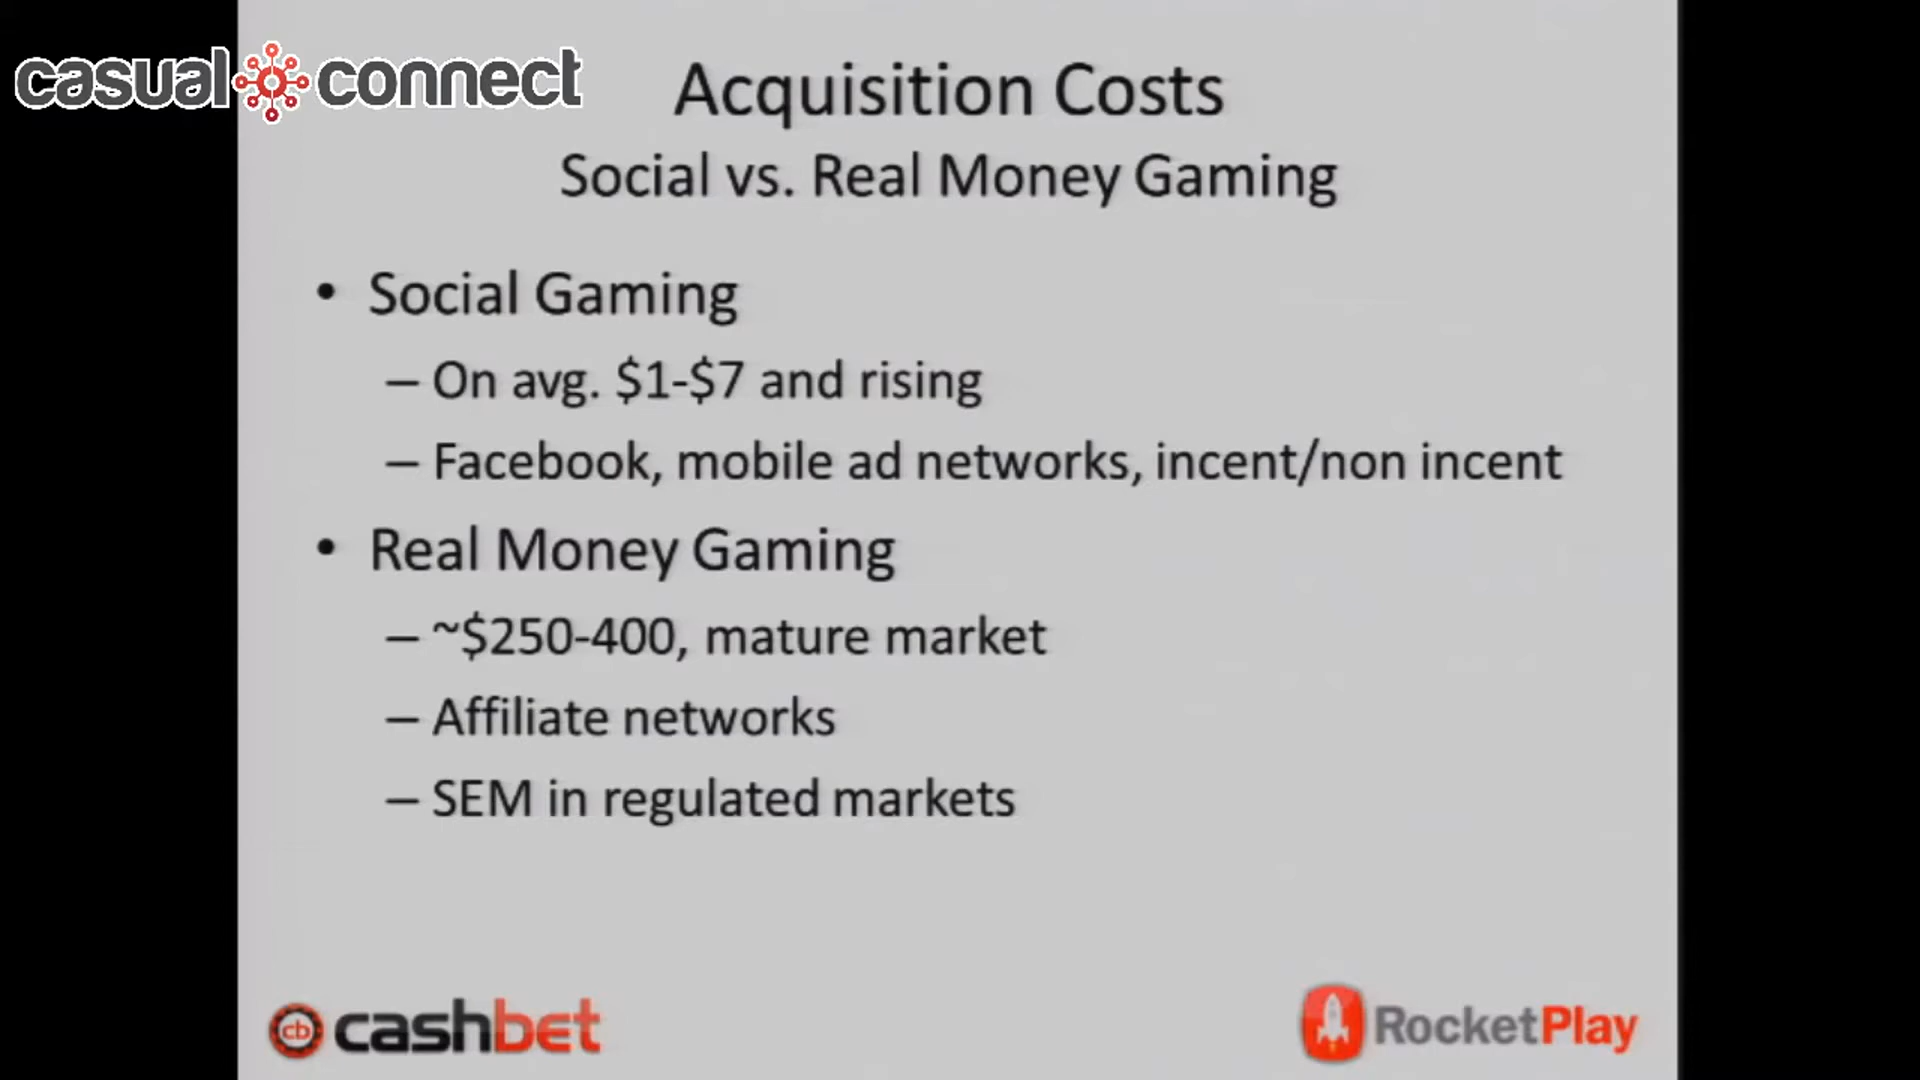 casual connect
Acquisition Costs
Social vs. Real Money Gaming
• Social Gaming
– On avg. $1-$7 and rising
– Facebook, mobile ad networks, incent/non incent
• Real Money Gaming
– ~$250-400, mature market
– Affiliate networks
– SEM in regulated markets
cb cashbet
RocketPlay